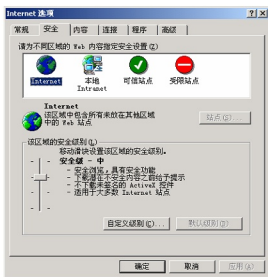 Internet 选项
常规 安全 内容 连接 程序 高级
请为不同区域的 Web 内容指定安全设置(Z)
Internet 本地 Intranet 可信站点 受限站点
Internet
该区域中包含所有未放在其他区域
中的 Web 站点
站点(S)...
该区域的安全级别(L)
移动滑块设置该区域的安全级别。
安全级 - 中
- 安全浏览，具有安全功能
- 下载潜在不安全内容之前给予提示
- 不下载未签名的 ActiveX 控件
- 适用于大多数 Internet 站点
自定义级别(C)... 默认级别(D)
确定 取消 应用(A)